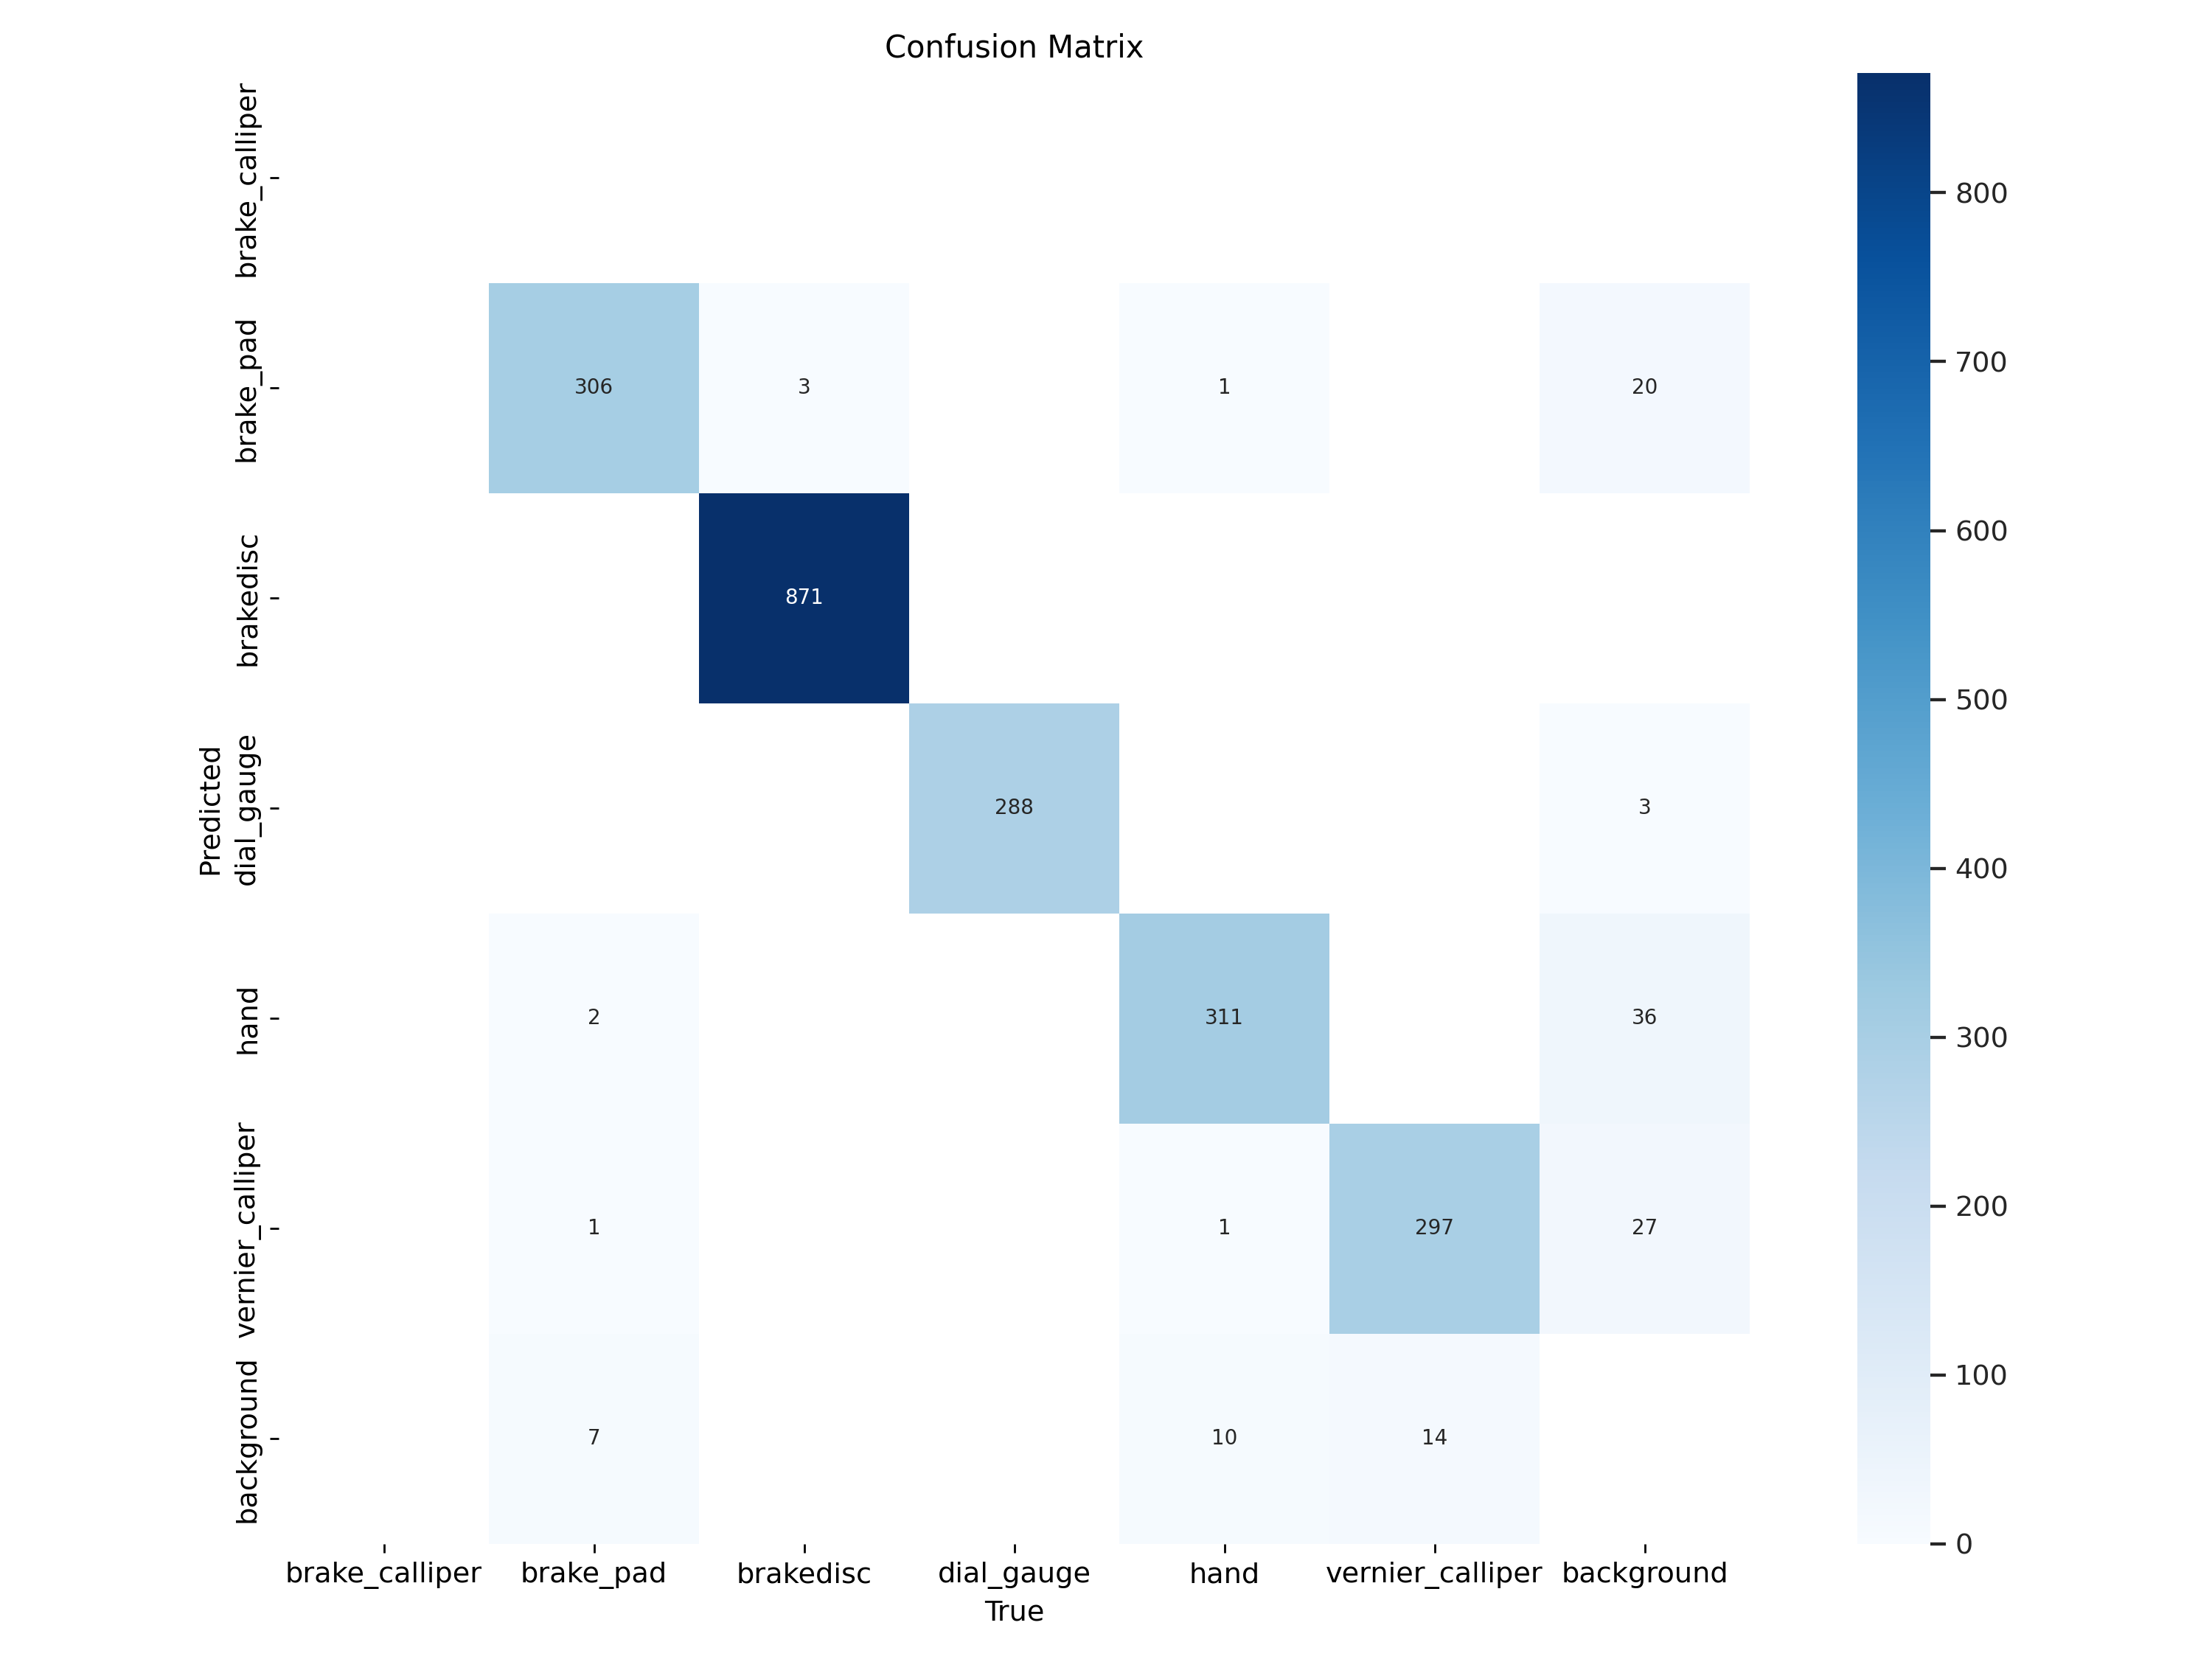 Confusion Matrix
brake_calliper
brake_pad
306 3 1 20
brakedisc
871
Predicted
dial_gauge
288 3
hand
2 311 36
vernier_calliper
1 1 297 27
background
7 10 14
brake_calliper brake_pad brakedisc dial_gauge hand vernier_calliper background
True
800
700
600
500
400
300
200
100
0